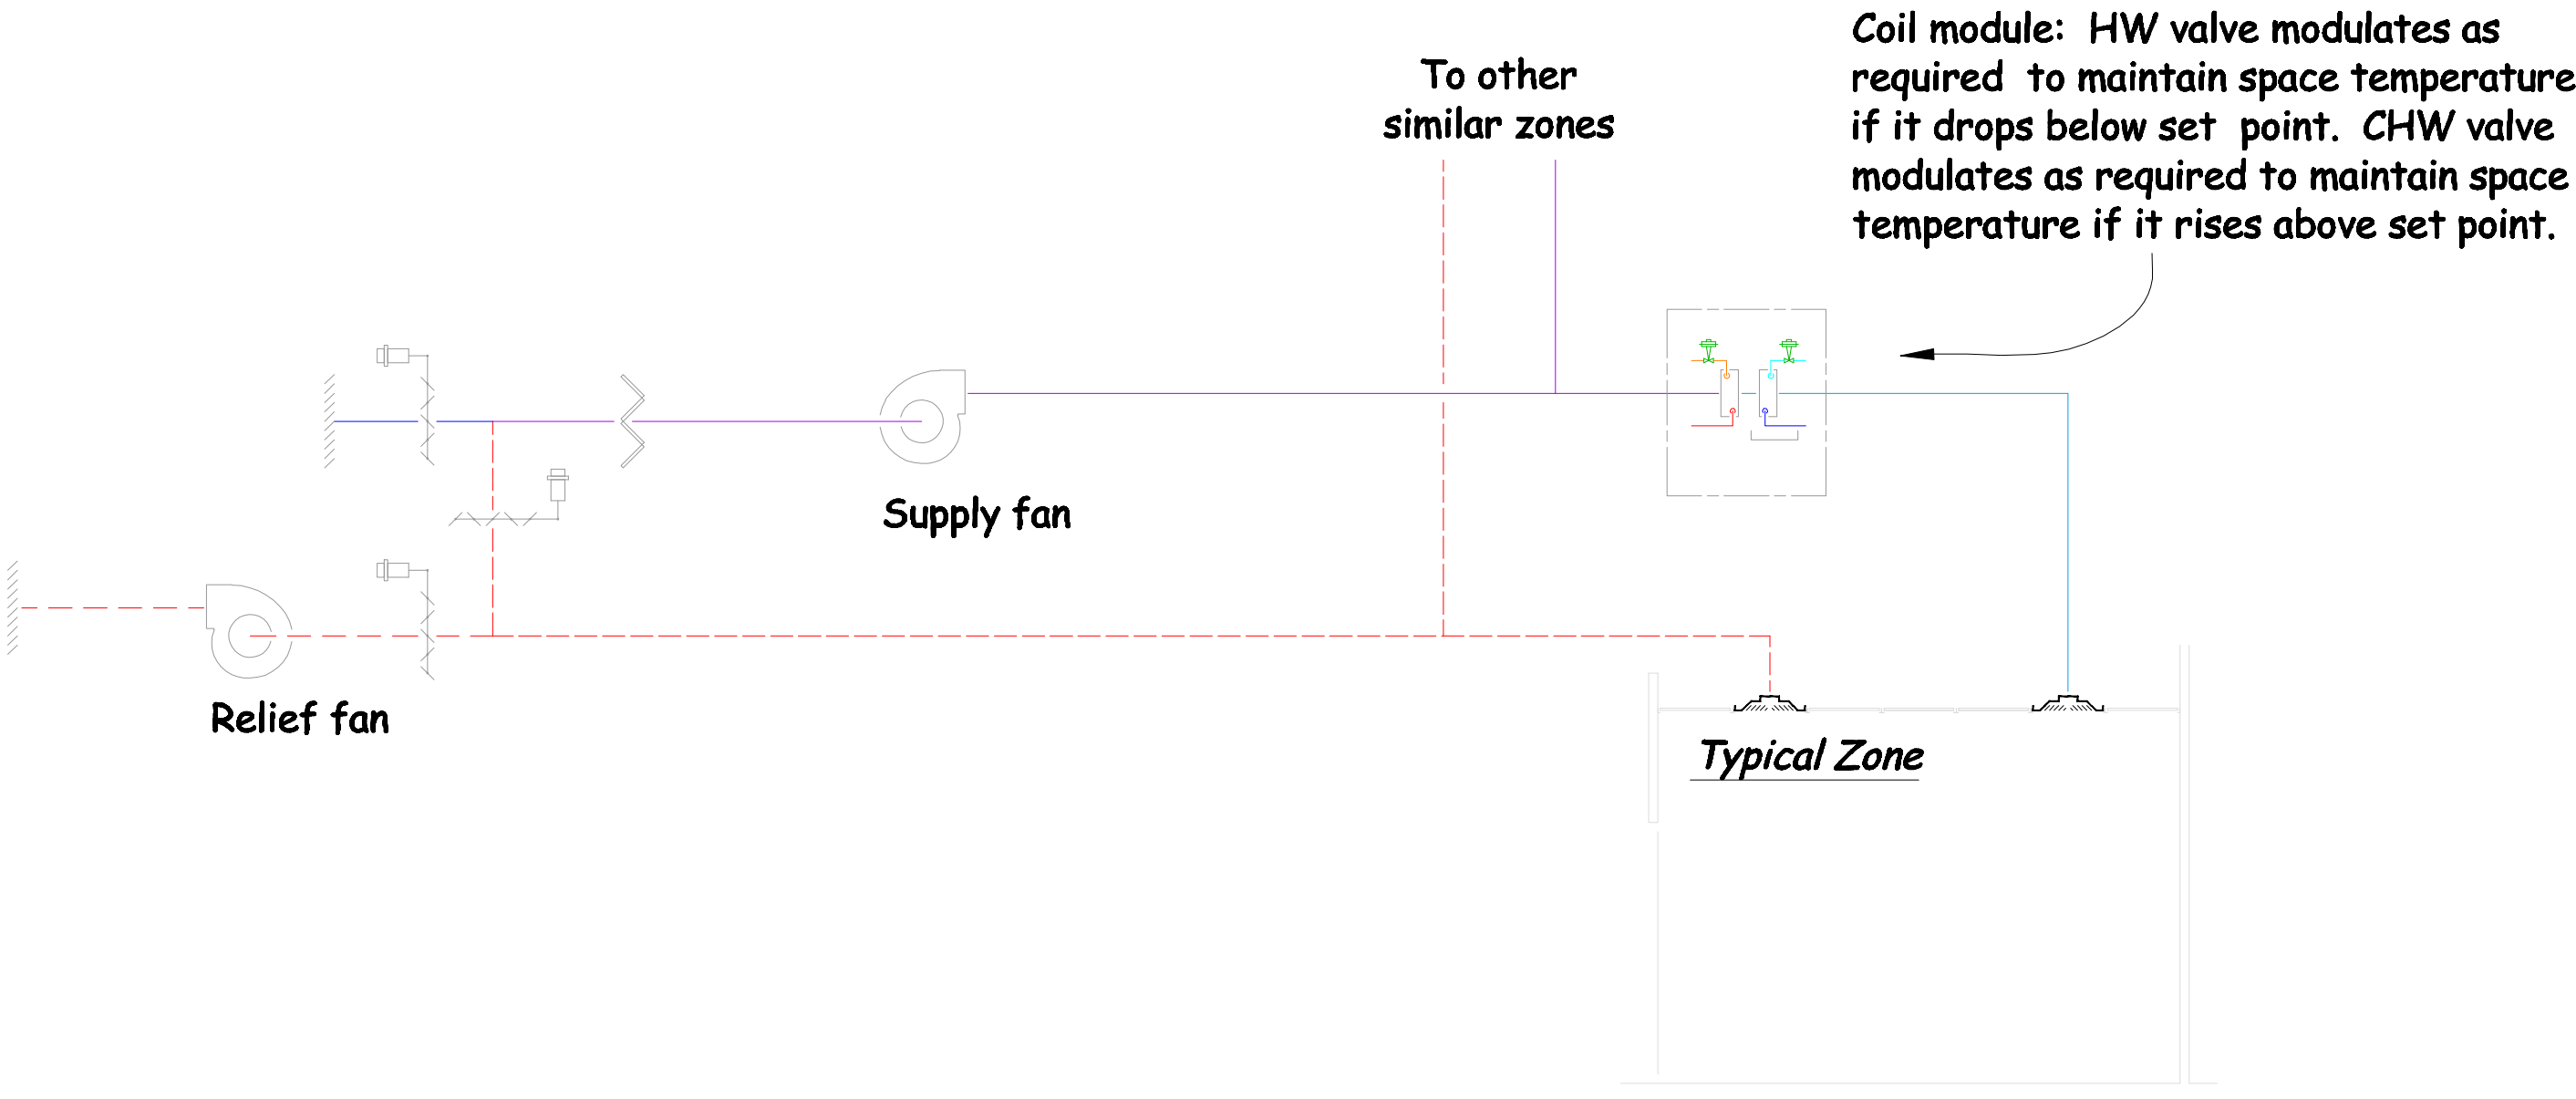 Coil module:  HW valve modulates as
required  to maintain space temperature
if it drops below set  point.  CHW valve
modulates as required to maintain space
temperature if it rises above set point.
To other
similar zones
Supply fan
Relief fan
Typical Zone